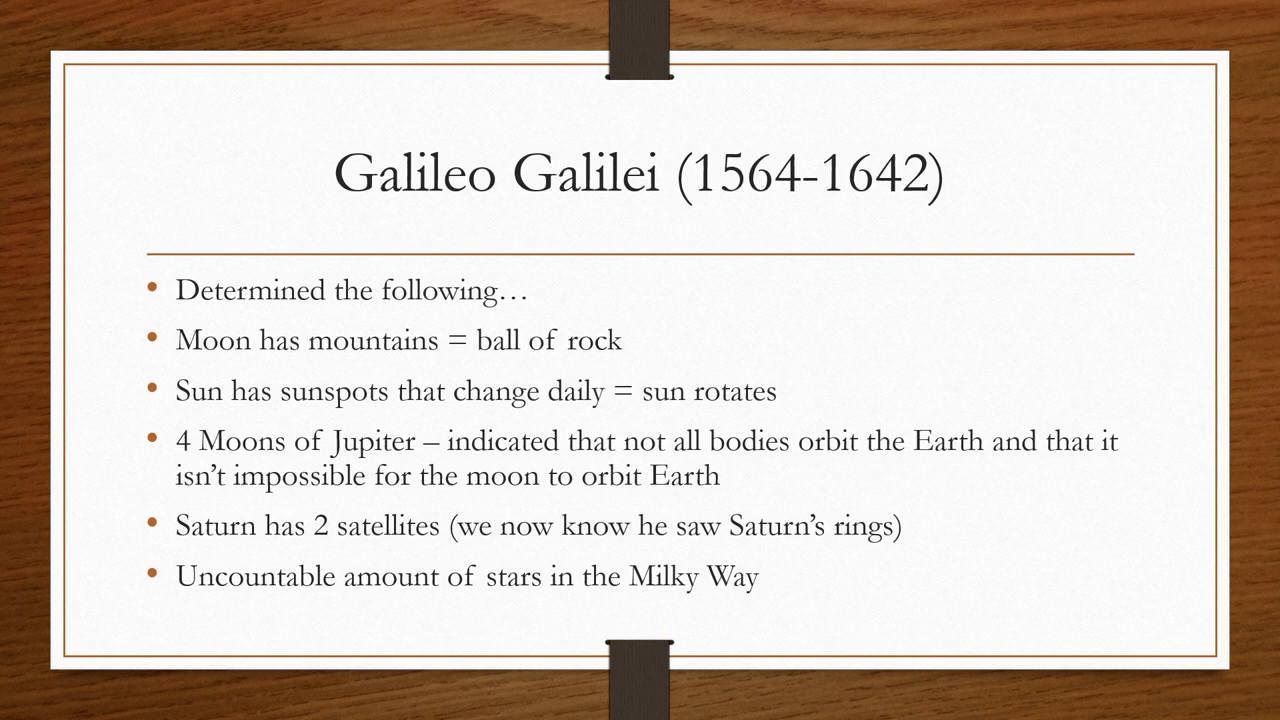 Galileo Galilei (1564-1642)
• Determined the following…
• Moon has mountains = ball of rock
• Sun has sunspots that change daily = sun rotates
• 4 Moons of Jupiter – indicated that not all bodies orbit the Earth and that it
isn’t impossible for the moon to orbit Earth
• Saturn has 2 satellites (we now know he saw Saturn’s rings)
• Uncountable amount of stars in the Milky Way